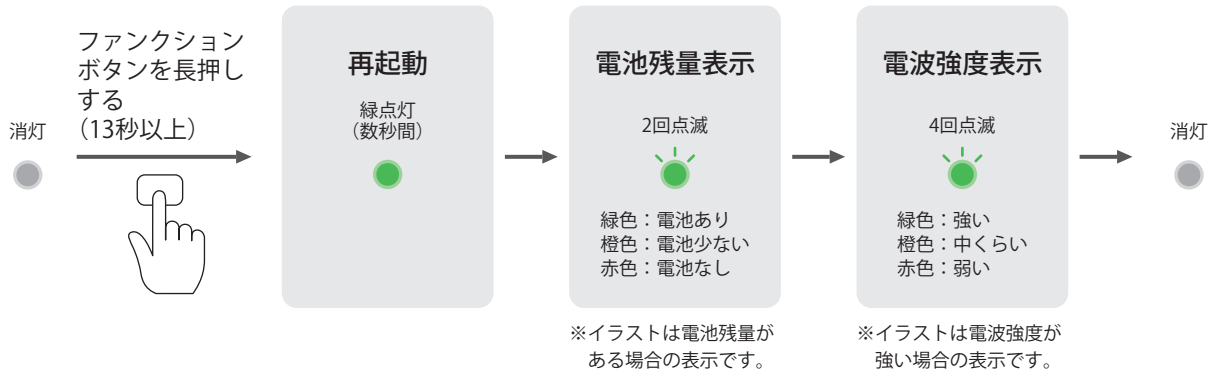 消灯
ファンクション
ボタンを長押し
する
（13秒以上）
再起動
緑点灯
（数秒間）
電池残量表示
2回点滅
緑色：電池あり
橙色：電池少ない
赤色：電池なし
※イラストは電池残量が
ある場合の表示です。
電波強度表示
4回点滅
緑色：強い
橙色：中くらい
赤色：弱い
※イラストは電波強度が
強い場合の表示です。
消灯